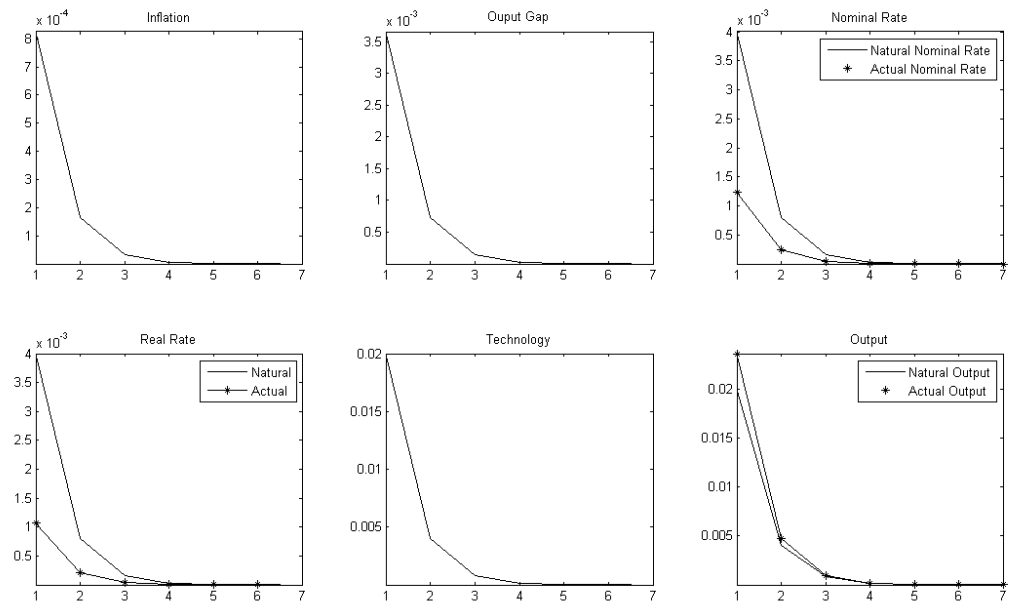 Inflation
x 10-4
8
7
6
5
4
3
2
1
1 2 3 4 5 6 7
Ouput Gap
x 10-3
3.5
3
2.5
2
1.5
1
0.5
1 2 3 4 5 6 7
Nominal Rate
x 10-3
4
3.5
3
2.5
2
1.5
1
0.5
1 2 3 4 5 6 7
Natural Nominal Rate
Actual Nominal Rate
Real Rate
x 10-3
4
3.5
3
2.5
2
1.5
1
0.5
1 2 3 4 5 6 7
Natural
Actual
Technology
0.02
0.015
0.01
0.005
1 2 3 4 5 6 7
Output
0.02
0.015
0.01
0.005
1 2 3 4 5 6 7
Natural Output
Actual Output